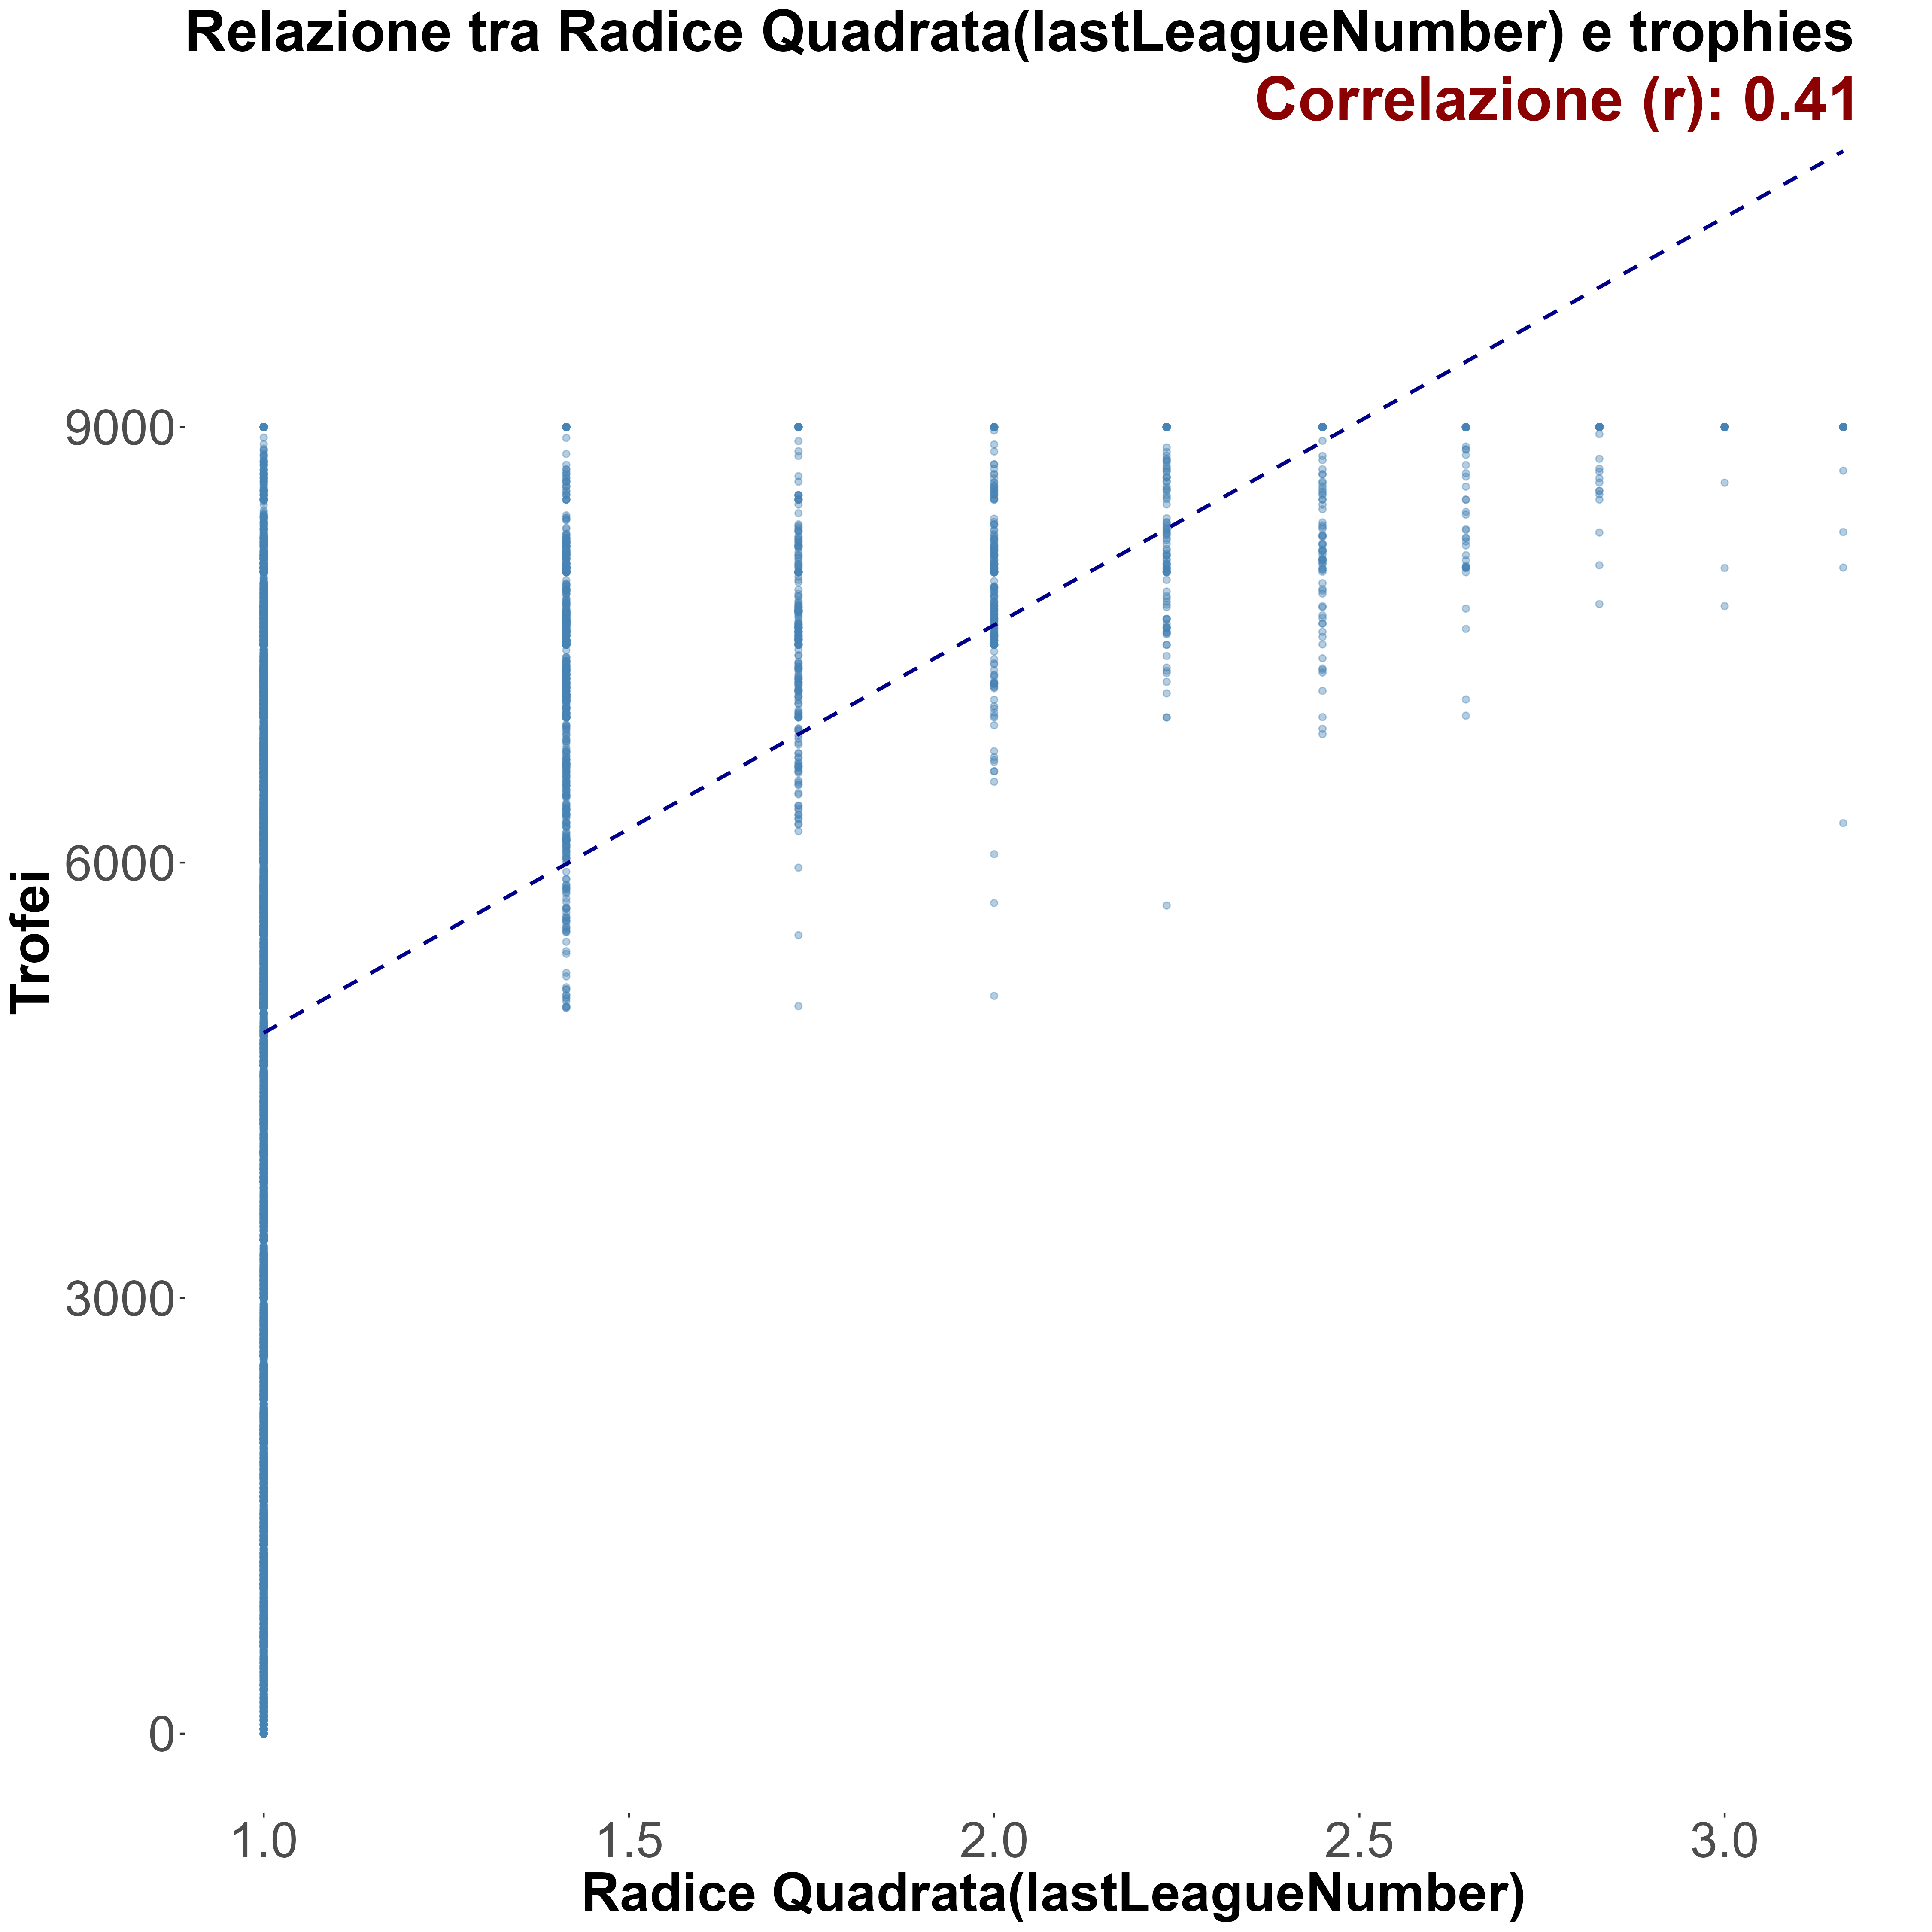 Relazione tra Radice Quadrata(lastLeagueNumber) e trophies
Correlazione (r): 0.41
9000
6000
3000
0
Trofei
1.0 1.5 2.0 2.5 3.0
Radice Quadrata(lastLeagueNumber)